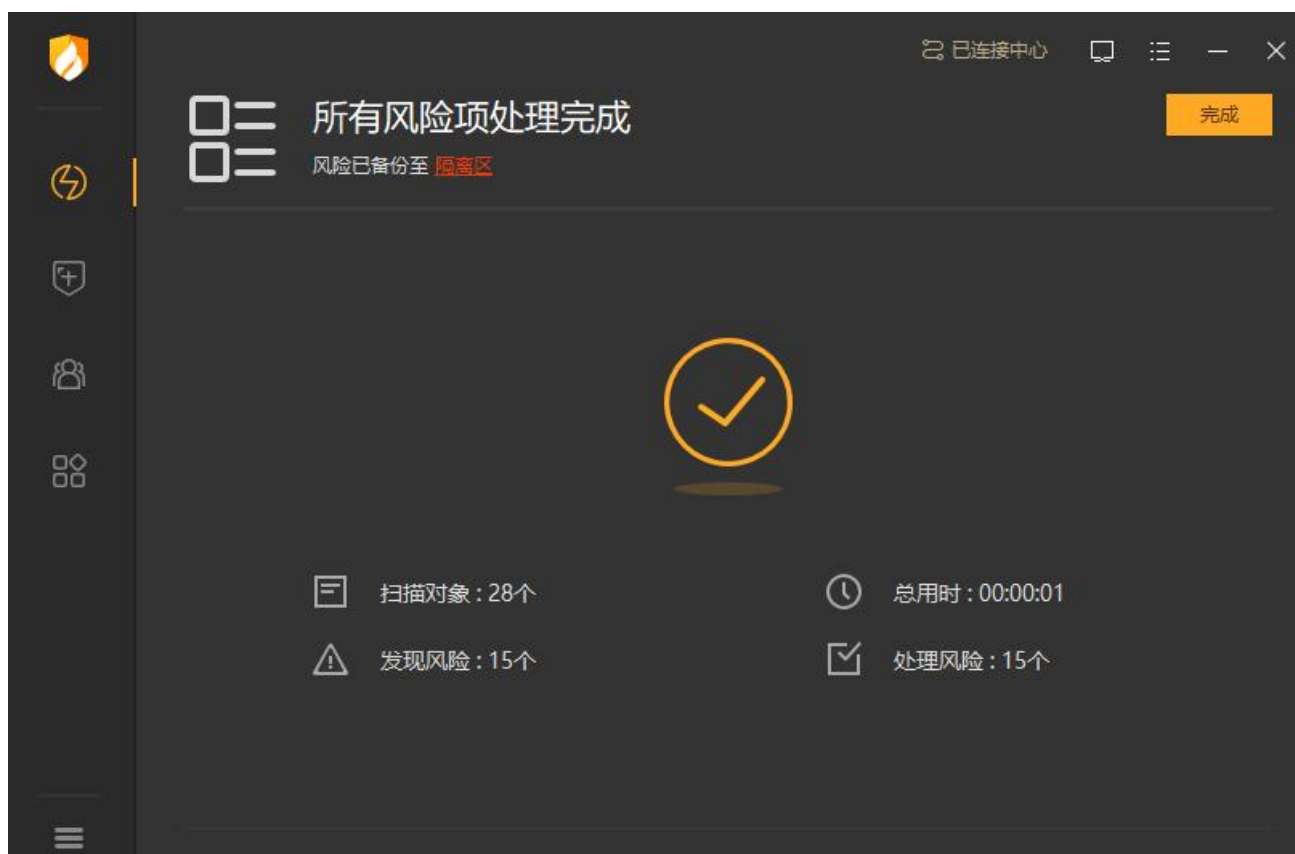 已连接中心
所有风险项处理完成
完成
风险已备份至 隔离区
扫描对象 : 28个
总用时 : 00:00:01
发现风险 : 15个
处理风险 : 15个